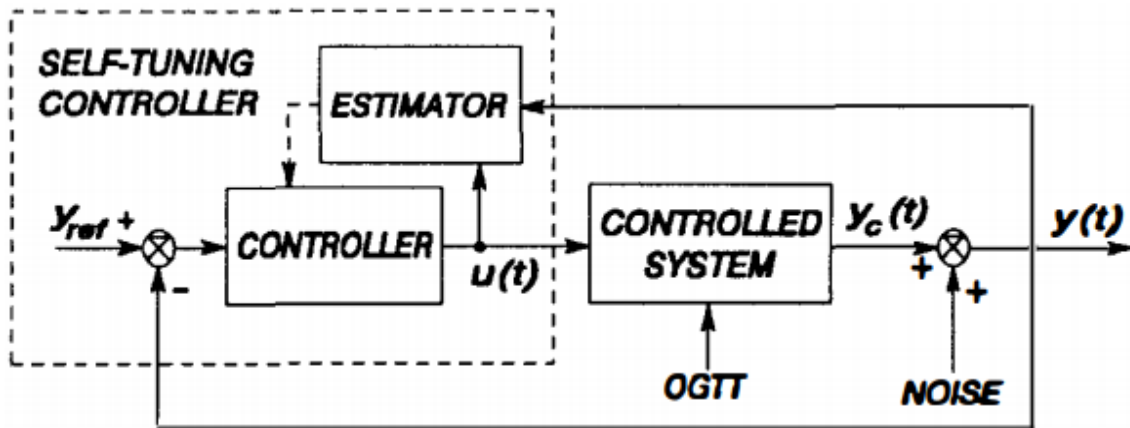 SELF-TUNING
CONTROLLER
ESTIMATOR
y_ref +
-
CONTROLLER
u(t)
CONTROLLED
SYSTEM
y_c(t)
+
+
y(t)
OGTT
NOISE